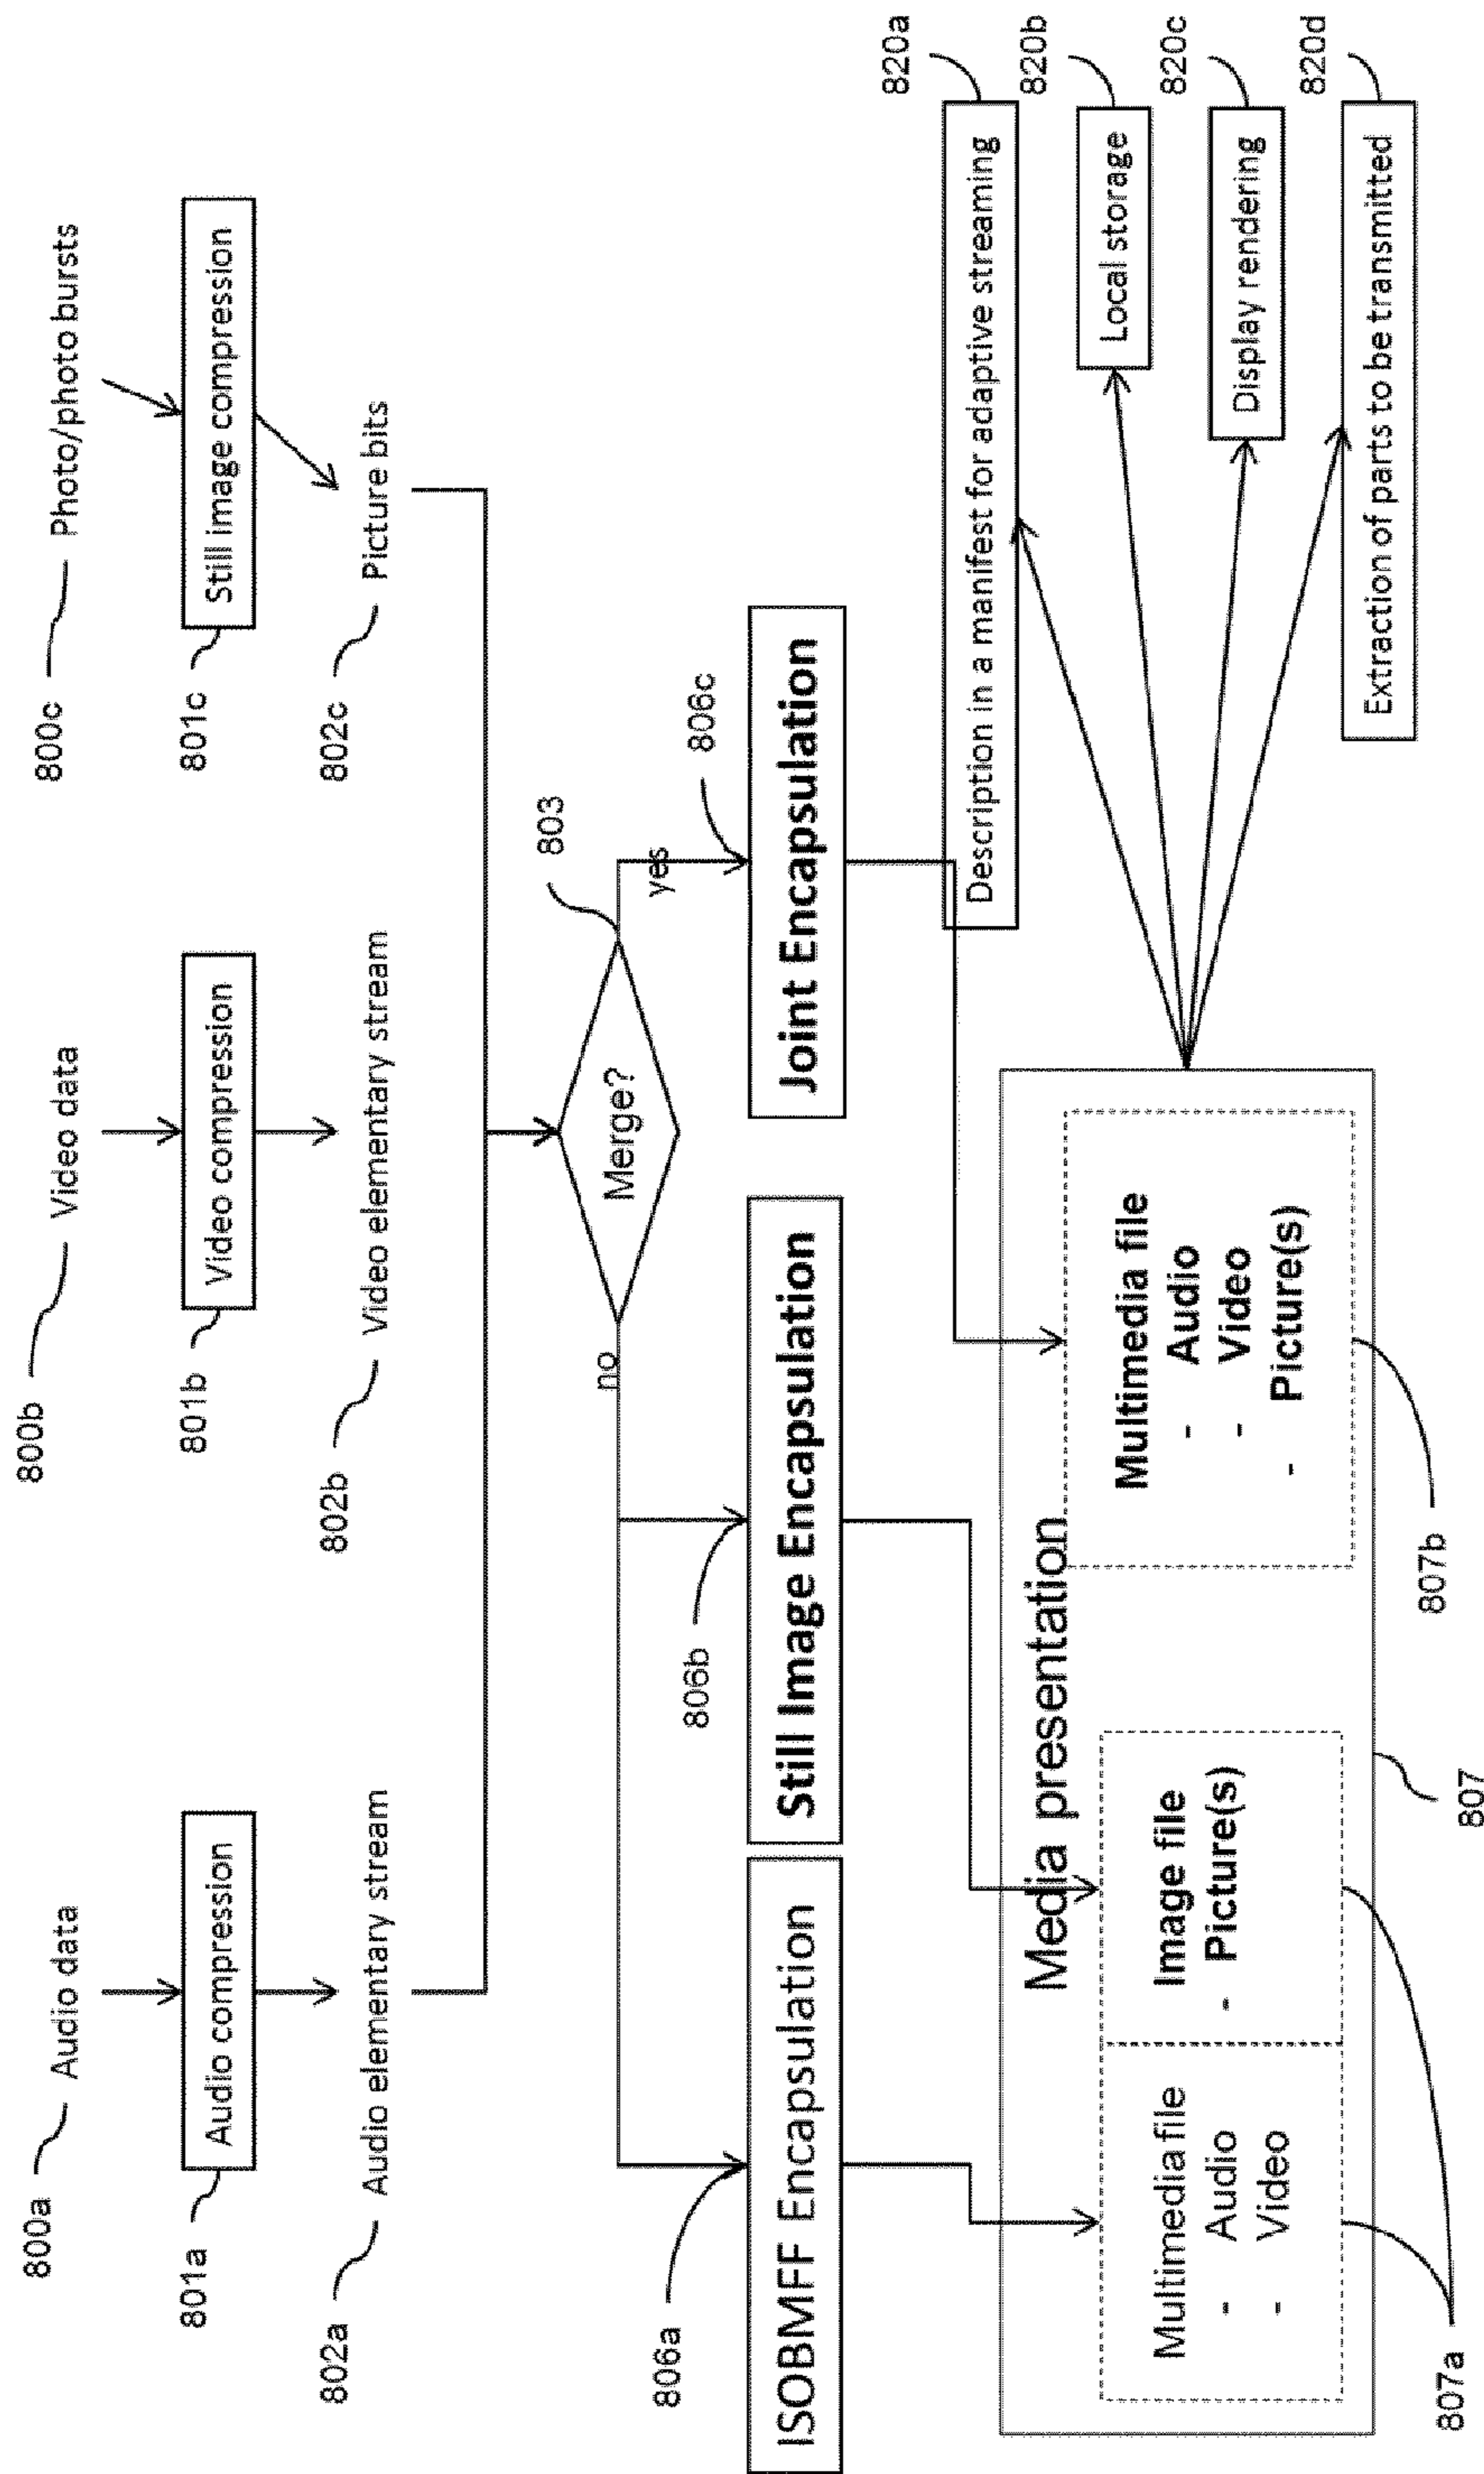 800a
Audio data
800b
Video data
800c
Photo/photo bursts
801a
Audio compression
801b
Video compression
801c
Still image compression
802a
Audio elementary stream
802b
Video elementary stream
802c
Picture bits
803
Merge?
no
yes
806a
806b
806c
ISOBMFF Encapsulation
Still Image Encapsulation
Joint Encapsulation
Media presentation
Multimedia file
- Audio
- Video
Image file
- Picture(s)
Multimedia file
- Audio
- Video
- Picture(s)
807a
807
807b
820a
Description in a manifest for adaptive streaming
820b
Local storage
820c
Display rendering
820d
Extraction of parts to be transmitted